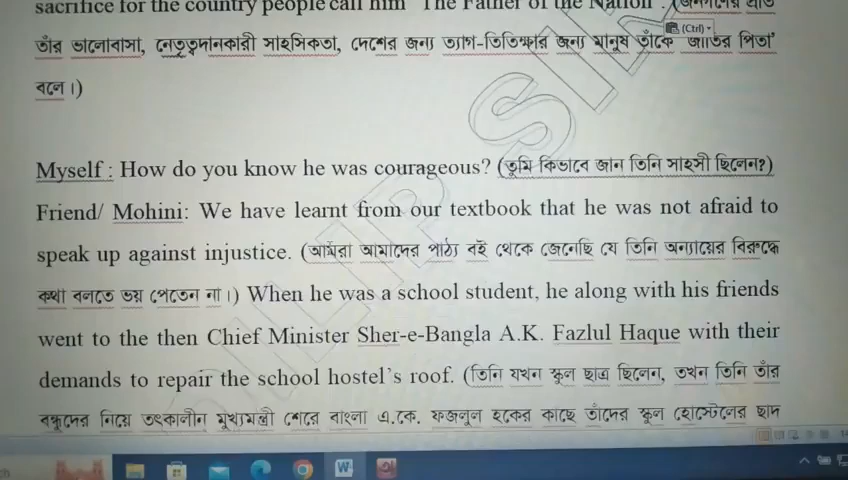 sacrifice for the country people call him "The Father of the Nation". (জনগণের প্রতি
তাঁর ভালোবাসা, নেতৃত্বদানকারী সাহসিকতা, দেশের জন্য ত্যাগ-তিতিক্ষার জন্য মানুষ তাঁকে 'জাতির পিতা'
বলে।)
(Ctrl)
Myself : How do you know he was courageous? (তুমি কিভাবে জান তিনি সাহসী ছিলেন?)
Friend/ Mohini: We have learnt from our textbook that he was not afraid to
speak up against injustice. (আমরা আমাদের পাঠ্য বই থেকে জেনেছি যে তিনি অন্যায়ের বিরুদ্ধে
কথা বলতে ভয় পেতেন না।) When he was a school student, he along with his friends
went to the then Chief Minister Sher-e-Bangla A.K. Fazlul Haque with their
demands to repair the school hostel's roof. (তিনি যখন স্কুল ছাত্র ছিলেন, তখন তিনি তাঁর
বন্ধুদের নিয়ে তৎকালীন মুখ্যমন্ত্রী শেরে বাংলা এ.কে. ফজলুল হকের কাছে তাঁদের স্কুল হোস্টেলের ছাদ